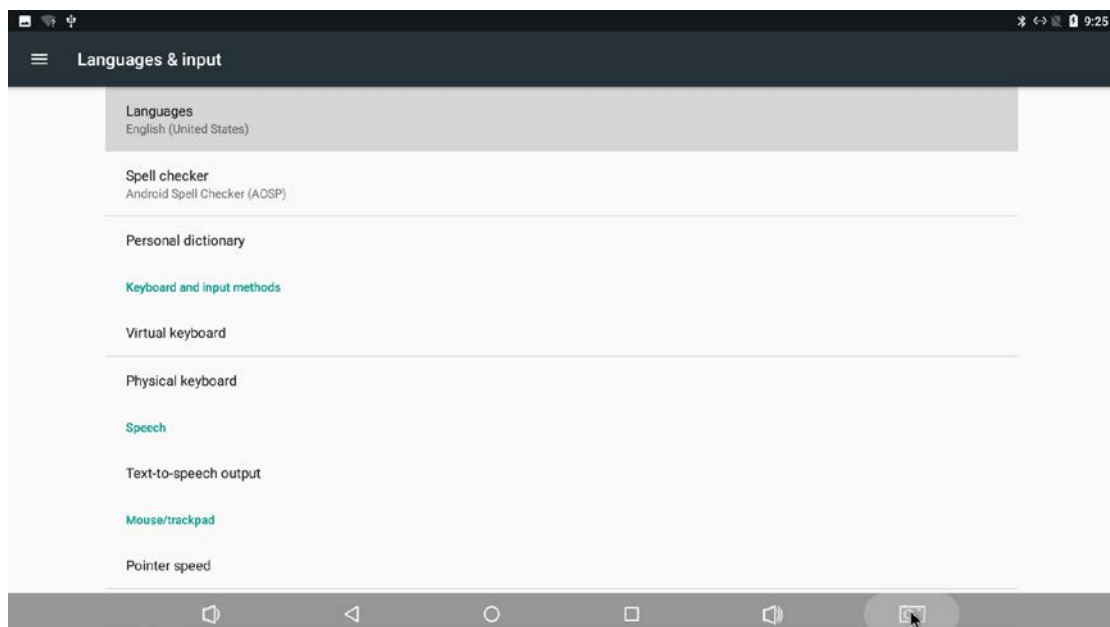 9:25
Languages & input
Languages
English (United States)
Spell checker
Android Spell Checker (AOSP)
Personal dictionary
Keyboard and input methods
Virtual keyboard
Physical keyboard
Speech
Text-to-speech output
Mouse/trackpad
Pointer speed